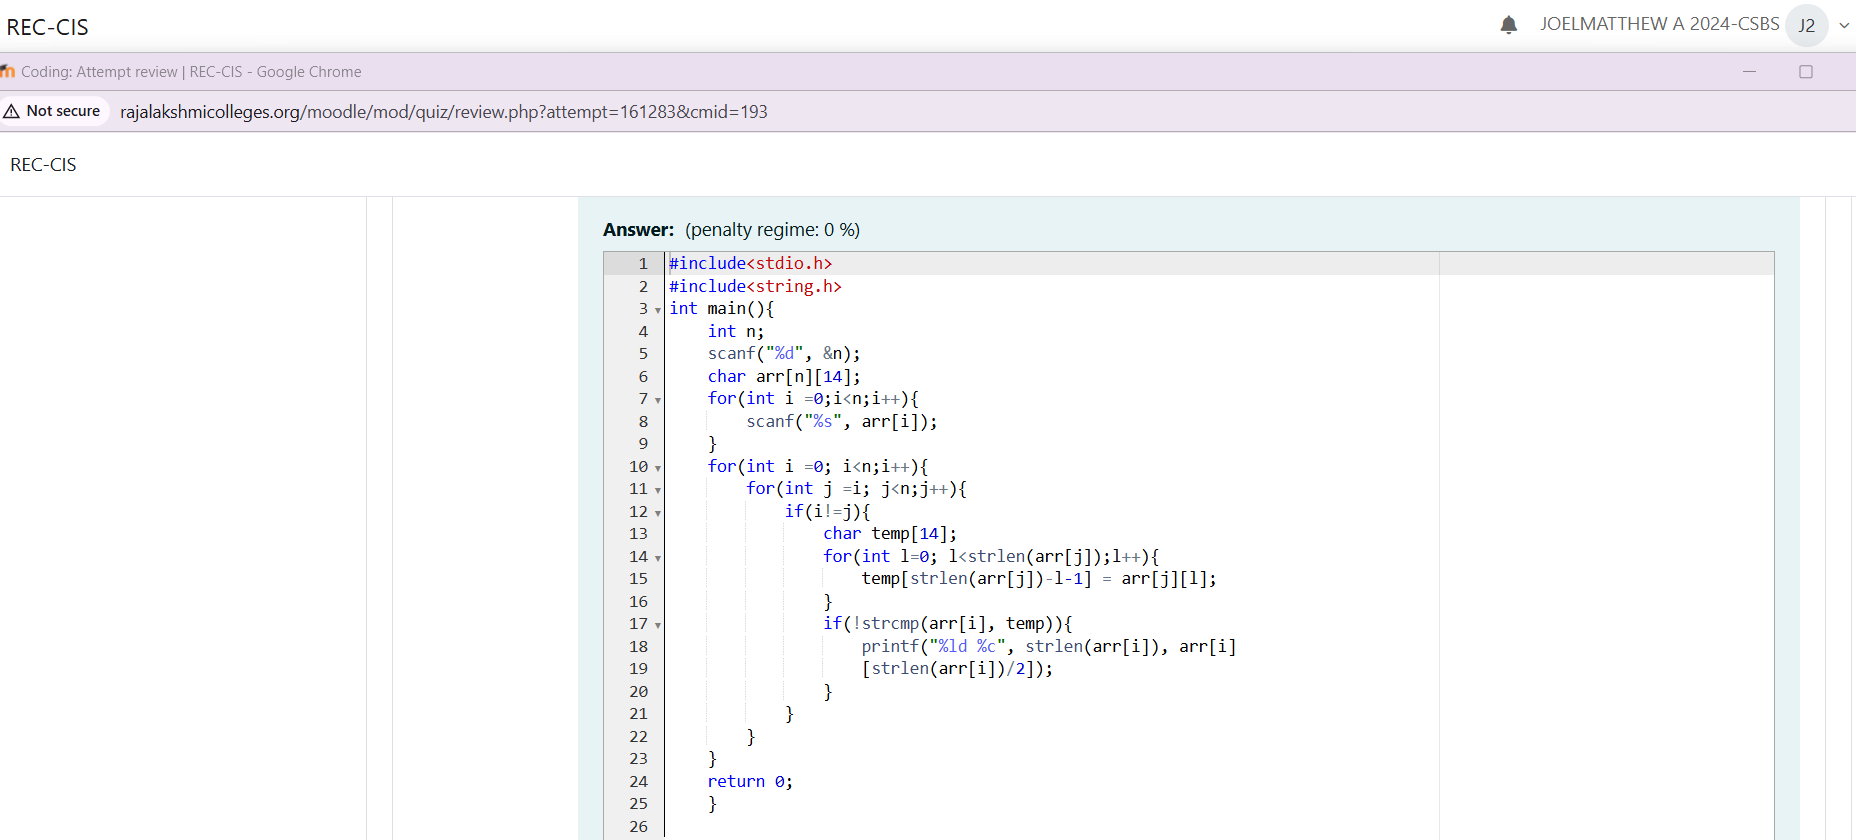 REC-CIS
JOELMATTHEW A 2024-CSBS J2
Coding: Attempt review | REC-CIS - Google Chrome
Not secure rajalakshmicolleges.org/moodle/mod/quiz/review.php?attempt=161283&cmid=193
REC-CIS
Answer: (penalty regime: 0 %)
1 #include<stdio.h>
2 #include<string.h>
3 int main(){
4     int n;
5     scanf("%d", &n);
6     char arr[n][14];
7     for(int i =0;i<n;i++){
8         scanf("%s", arr[i]);
9     }
10     for(int i =0; i<n;i++){
11         for(int j =i; j<n;j++){
12             if(i!=j){
13                 char temp[14];
14                 for(int l=0; l<strlen(arr[j]);l++){
15                     temp[strlen(arr[j])-l-1] = arr[j][l];
16                 }
17                 if(!strcmp(arr[i], temp)){
18                     printf("%ld %c", strlen(arr[i]), arr[i]
19                     [strlen(arr[i])/2]);
20                 }
21             }
22         }
23     }
24     return 0;
25     }
26